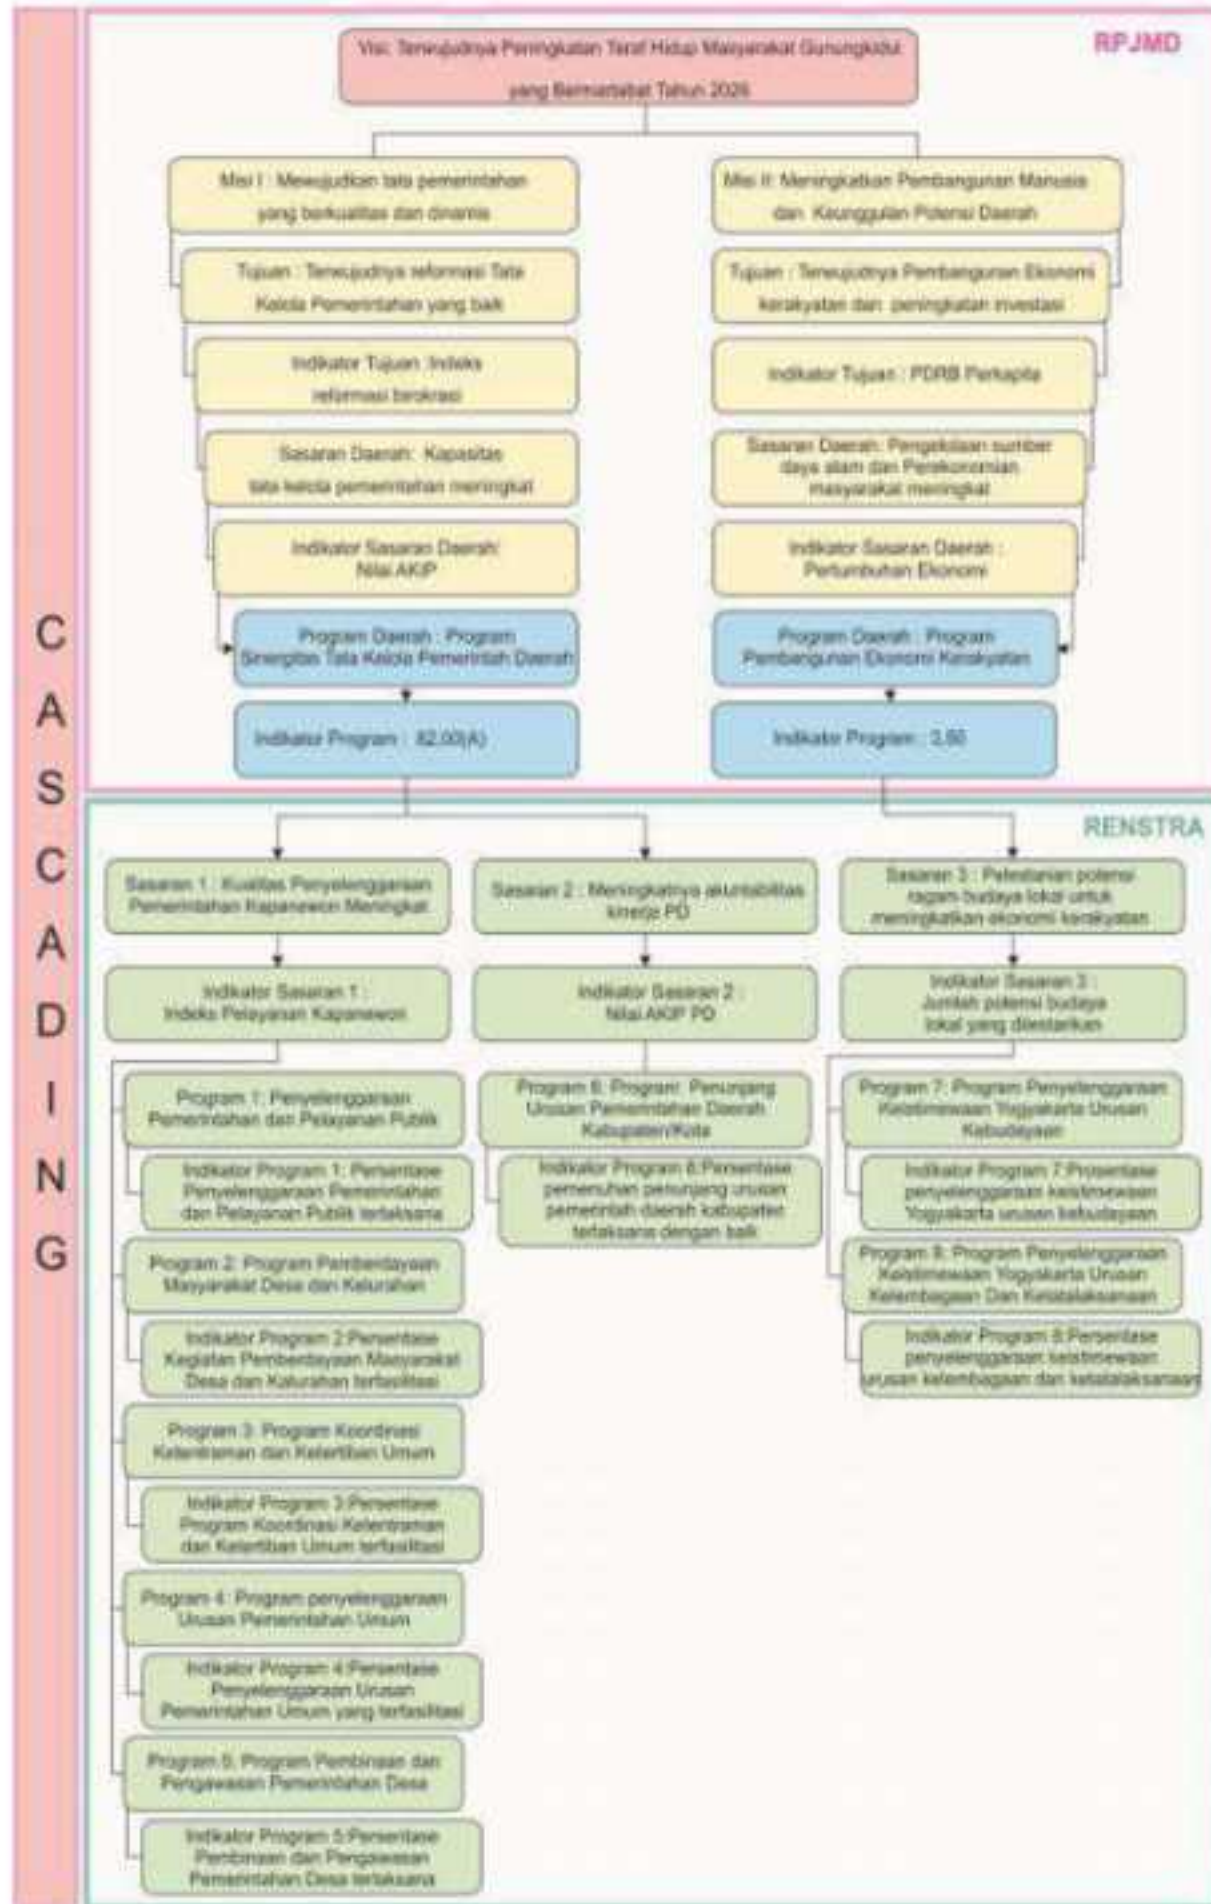 RPJMD
Visi: Terwujudnya Peningkatan Taraf Hidup Masyarakat Gunungkidul
yang Bermartabat Tahun 2026
Misi I : Mewujudkan tata pemerintahan
yang berkualitas dan dinamis
Tujuan : Terwujudnya reformasi Tata
Kelola Pemerintahan yang baik
Indikator Tujuan :Indeks
reformasi birokrasi
Sasaran Daerah: Kapasitas
tata kelola pemerintahan meningkat
Indikator Sasaran Daerah:
Nilai AKIP
Program Daerah : Program
Sinergitas Tata Kelola Pemerintah Daerah
Indikator Program : 82,00(A)
Misi II: Meningkatkan Pembangunan Manusia
dan Keunggulan Potensi Daerah
Tujuan : Terwujudnya Pembangunan Ekonomi
kerakyatan dan peningkatan investasi
Indikator Tujuan : PDRB Perkapita
Sasaran Daerah: Pengelolaan sumber
daya alam dan Perekonomian
masyarakat meningkat
Indikator Sasaran Daerah :
Pertumbuhan Ekonomi
Program Daerah : Program
Pembangunan Ekonomi Kerakyatan
Indikator Program :
CASCADING
RENSTRA
Sasaran 1 : Kualitas Penyelenggaraan
Pemerintahan Kapanewon Meningkat
Indikator Sasaran 1 :
Indeks Pelayanan Kapanewon
Program 1: Penyelenggaraan
Pemerintahan dan Pelayanan Publik
Indikator Program 1: Persentase
Penyelenggaraan Pemerintahan
dan Pelayanan Publik terlaksana
Program 2: Program Pemberdayaan
Masyarakat Desa dan Kelurahan
Indikator Program 2:Persentase
Kegiatan Pemberdayaan Masyarakat
Desa dan Kalurahan terfasilitasi
Program 3: Program Koordinasi
Ketentraman dan Ketertiban Umum
Indikator Program 3:Persentase
Program Koordinasi Ketentraman
dan Ketertiban Umum terfasilitasi
Program 4: Program penyelenggaraan
Urusan Pemerintahan Umum
Indikator Program 4:Persentase
Penyelenggaraan Urusan
Pemerintahan Umum yang terfasilitasi
Program 5: Program Pembinaan dan
Pengawasan Pemerintahan Desa
Indikator Program 5:Persentase
Pembinaan dan Pengawasan
Pemerintahan Desa terlaksana
Sasaran 2 : Meningkatnya akuntabilitas
kinerja PD
Indikator Sasaran 2 :
Nilai AKIP PD
Program 6: Program Penunjang
Urusan Pemerintahan Daerah
Kabupaten/Kota
Indikator Program 6:Persentase
pemenuhan penunjang urusan
pemerintah daerah kabupaten
terlaksana dengan baik
Sasaran 3 : Pelestarian potensi
ragam budaya lokal untuk
meningkatkan ekonomi kerakyatan
Indikator Sasaran 3 :
Jumlah potensi budaya
lokal yang dilestarikan
Program 7: Program Penyelenggaraan
Keistimewaan Yogyakarta Urusan
Kebudayaan
Indikator Program 7:Prosentase
penyelenggaraan keistimewaan
Yogyakarta urusan kebudayaan
Program 8: Program Penyelenggaraan
Keistimewaan Yogyakarta Urusan
Kelembagaan Dan Ketatalaksanaan
Indikator Program 8:Persentase
penyelenggaraan keistimewaan
urusan kelembagaan dan ketatalaksanaan